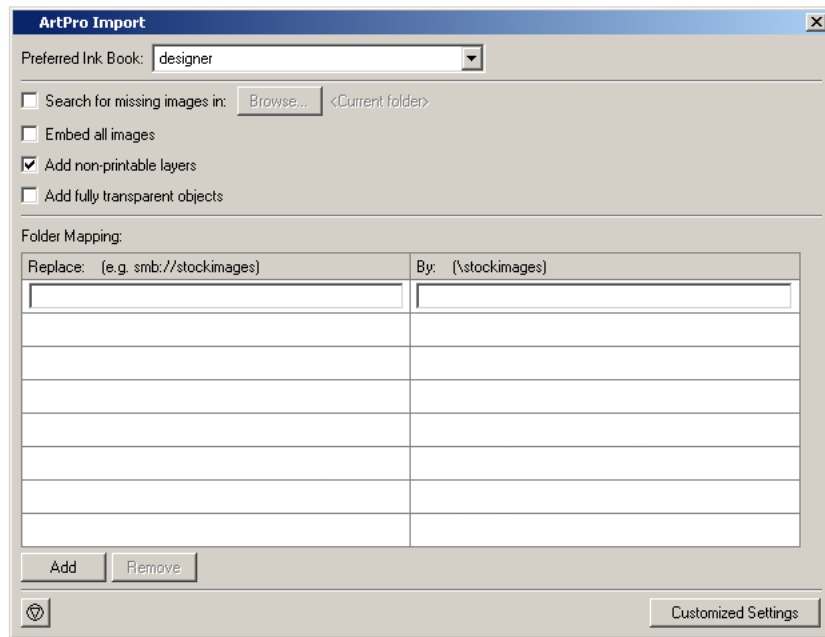 ArtPro Import
Preferred Ink Book: designer
Search for missing images in: Browse... <Current folder>
Embed all images
Add non-printable layers
Add fully transparent objects
Folder Mapping:
Replace: (e.g. smb://stockimages) By: (\stockimages)
Add Remove
Customized Settings